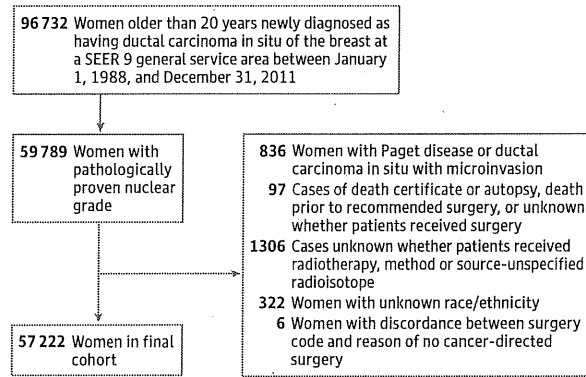 96 732 Women older than 20 years newly diagnosed as
having ductal carcinoma in situ of the breast at
a SEER 9 general service area between January
1, 1988, and December 31, 2011
59 789 Women with
pathologically
proven nuclear
grade
836 Women with Paget disease or ductal
carcinoma in situ with microinvasion
97 Cases of death certificate or autopsy, death
prior to recommended surgery, or unknown
whether patients received surgery
1306 Cases unknown whether patients received
radiotherapy, method or source-unspecified
radioisotope
322 Women with unknown race/ethnicity
6 Women with discordance between surgery
code and reason of no cancer-directed
surgery
57 222 Women in final
cohort